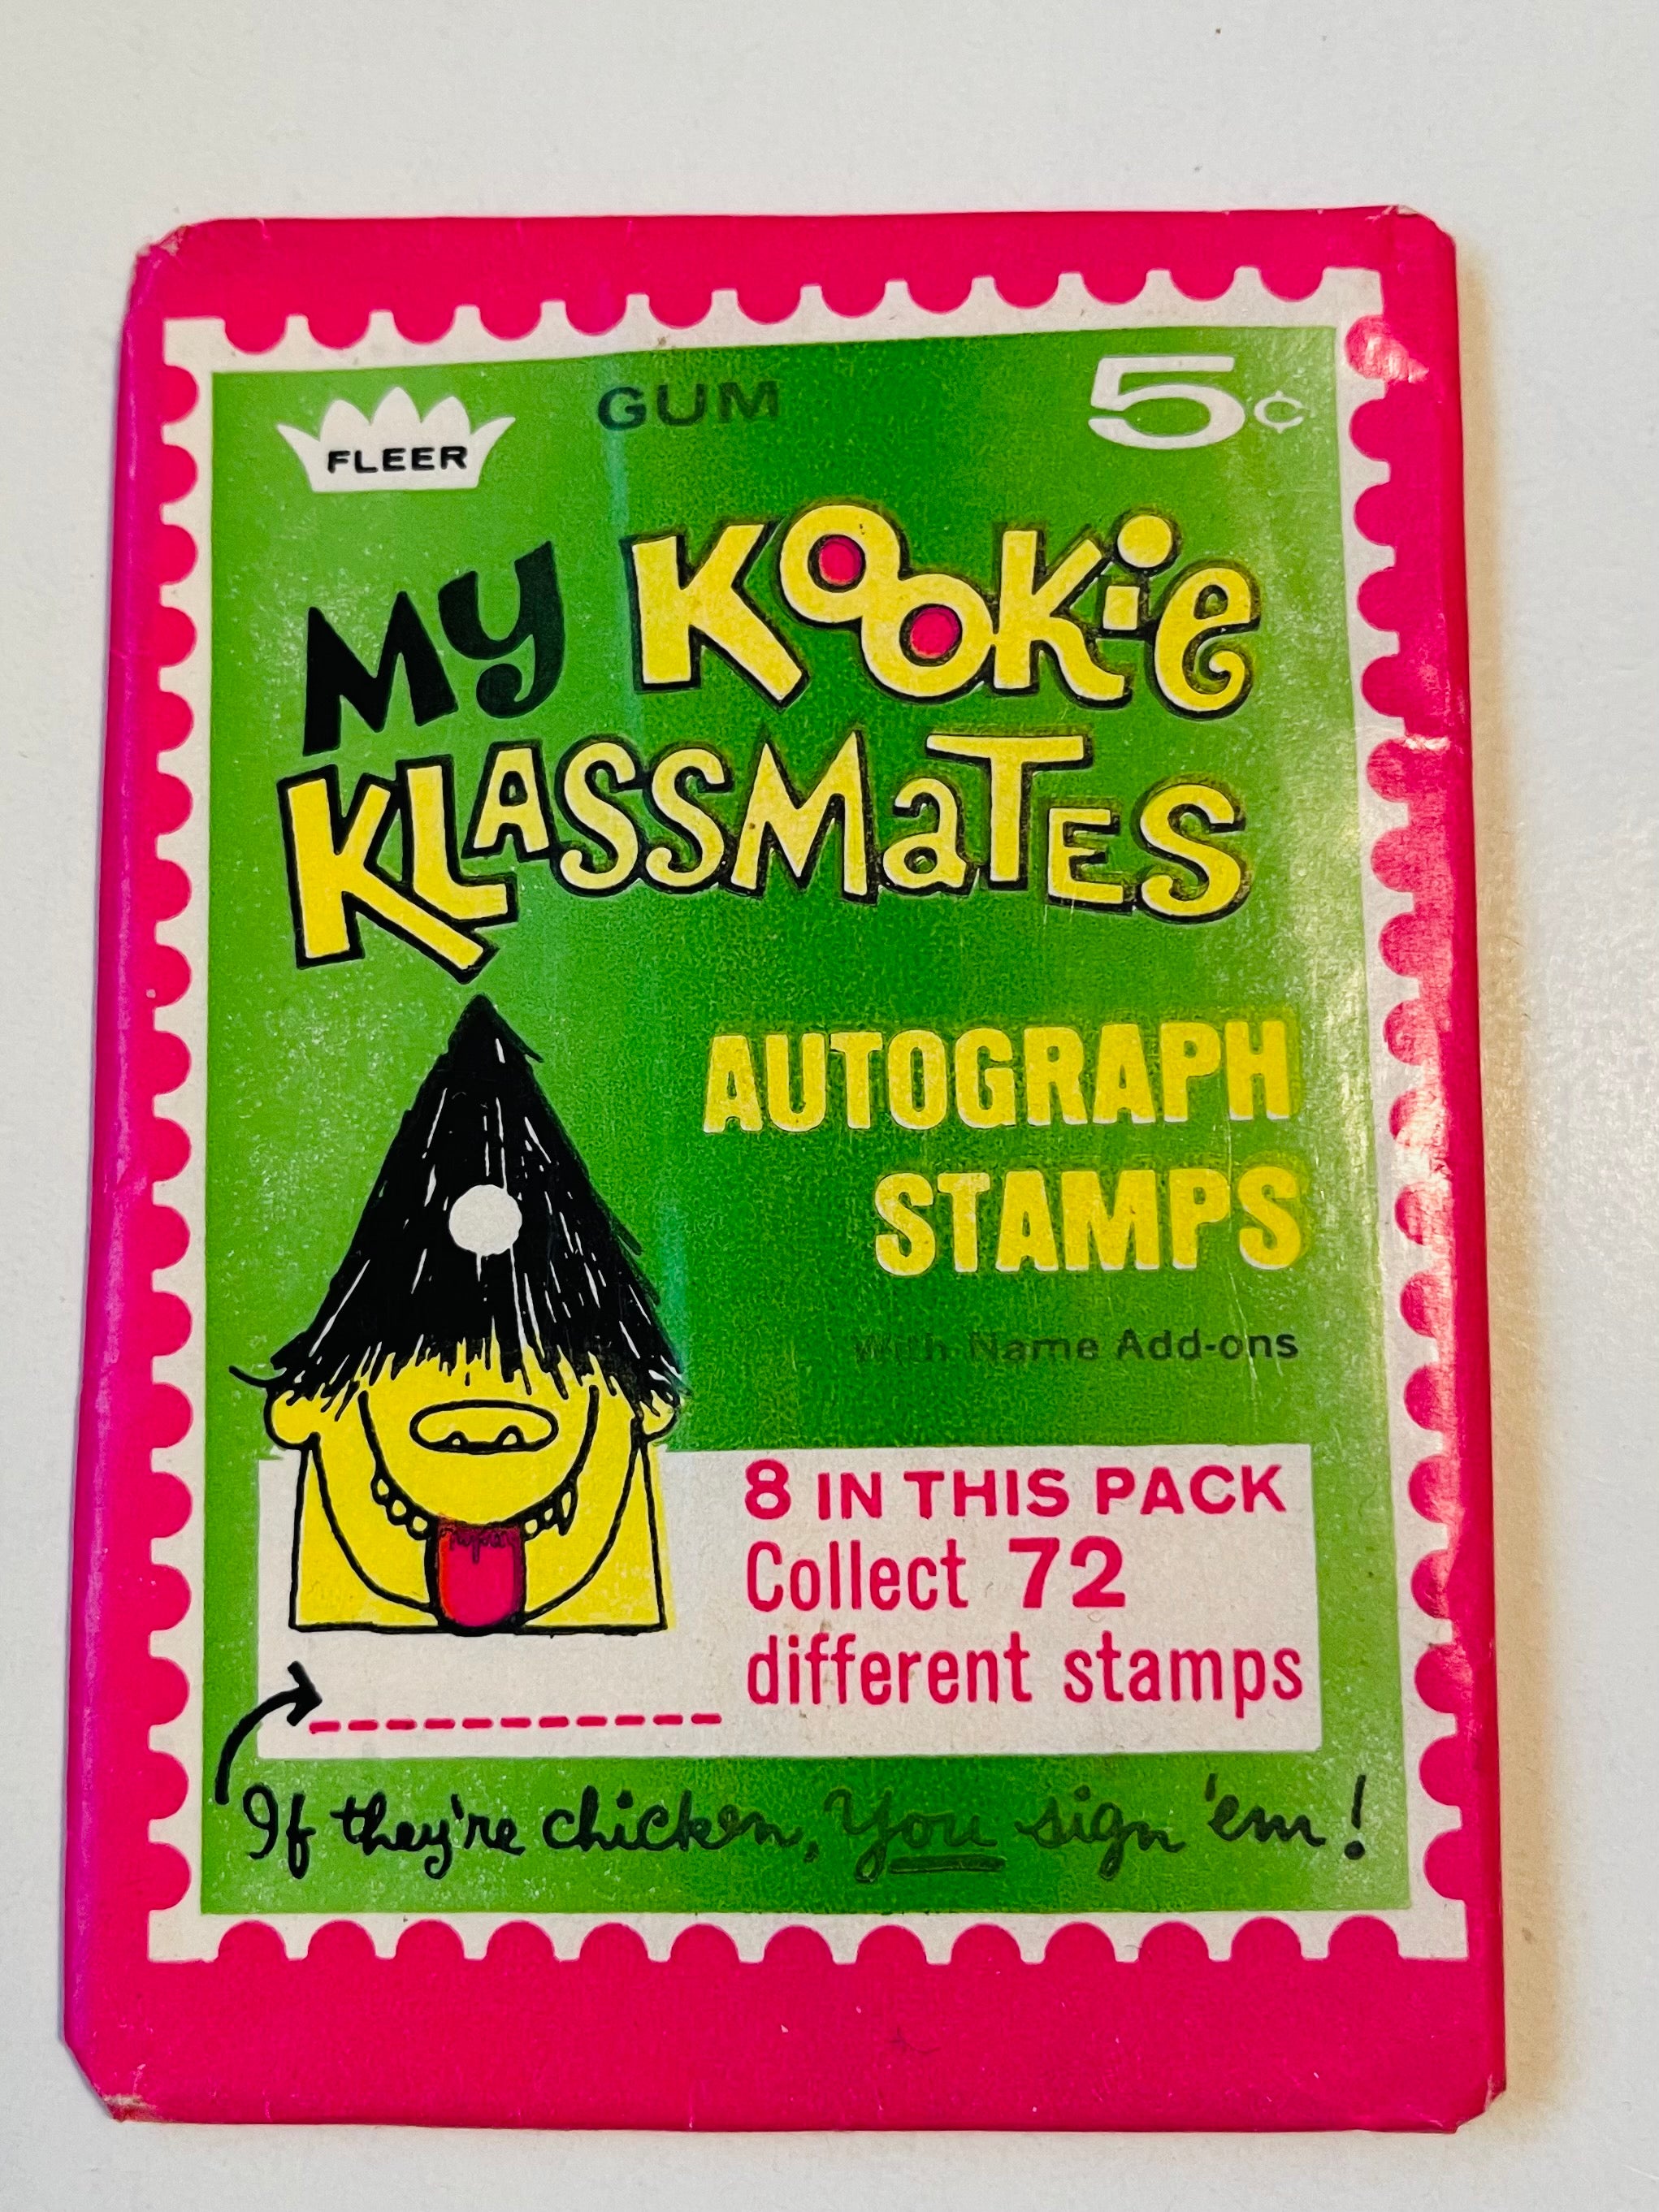 FLEER GUM 5¢
My KooKie
KLASSMaTES
AUTOGRAPH
STAMPS
With Name Add-ons
8 IN THIS PACK
Collect 72
different stamps
If they're chicken, You sign 'em!